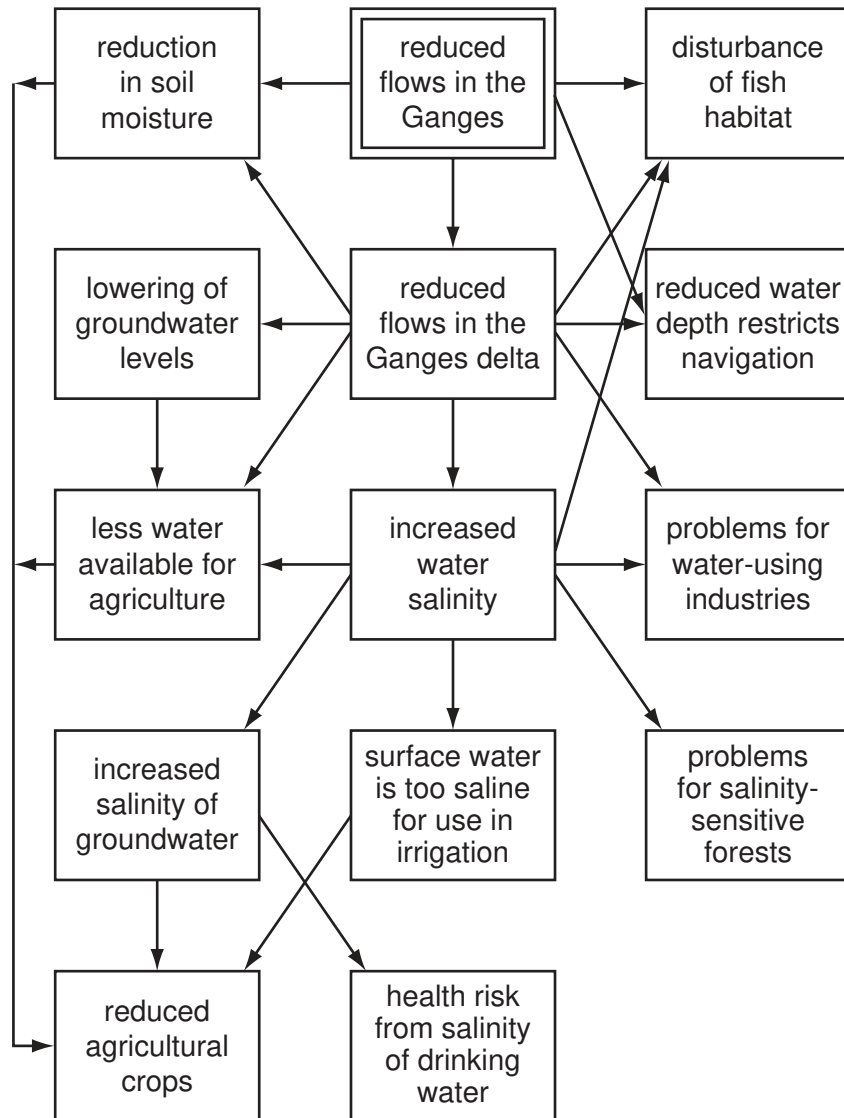 reduction
in soil
moisture
reduced
flows in the
Ganges
disturbance
of fish
habitat
lowering of
groundwater
levels
reduced
flows in the
Ganges delta
reduced water
depth restricts
navigation
less water
available for
agriculture
increased
water
salinity
problems for
water-using
industries
increased
salinity of
groundwater
surface water
is too saline
for use in
irrigation
problems
for salinity-
sensitive
forests
reduced
agricultural
crops
health risk
from salinity
of drinking
water